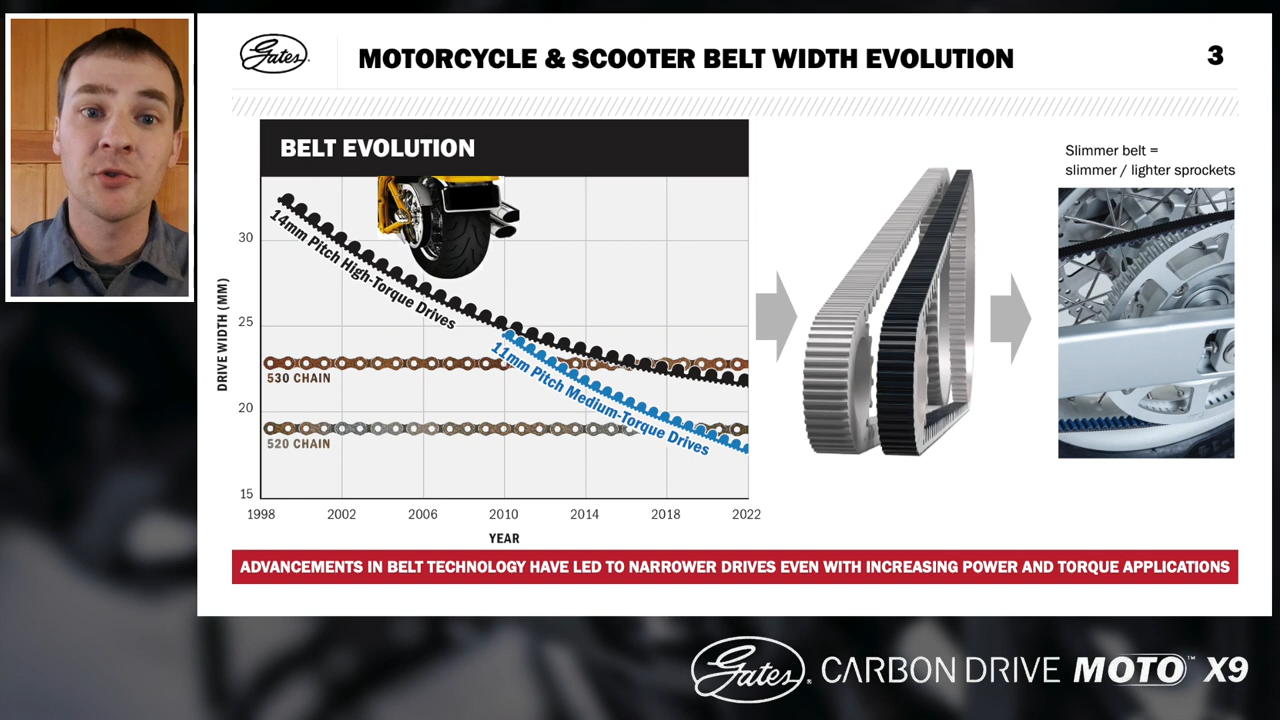 Gates
MOTORCYCLE & SCOOTER BELT WIDTH EVOLUTION
3
BELT EVOLUTION
DRIVE WIDTH (MM)
30
25
20
15
14mm Pitch High-Torque Drives
11mm Pitch Medium-Torque Drives
530 CHAIN
520 CHAIN
1998 2002 2006 2010 2014 2018 2022
YEAR
Slimmer belt =
slimmer / lighter sprockets
ADVANCEMENTS IN BELT TECHNOLOGY HAVE LED TO NARROWER DRIVES EVEN WITH INCREASING POWER AND TORQUE APPLICATIONS
Gates CARBON DRIVE MOTO™ X9